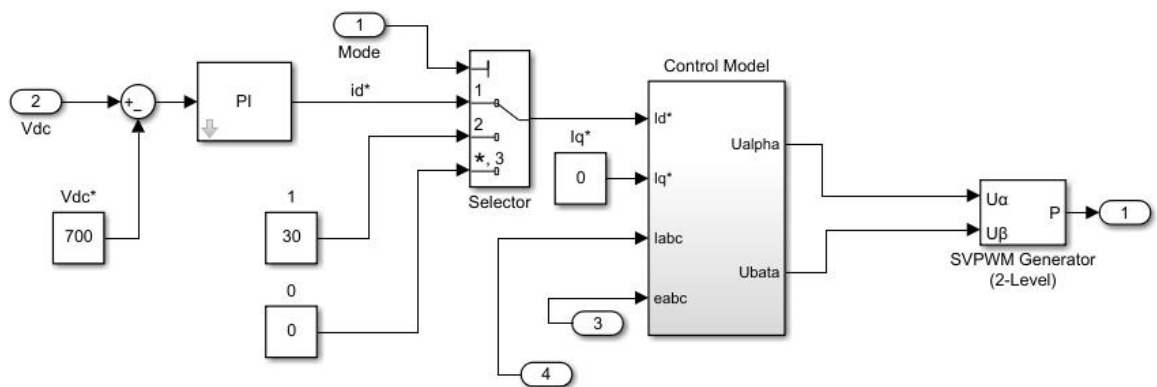 1
Mode
Control Model
2
Vdc
+
−
PI
id*
1
2
*, 3
Selector
Id*
Iq*
0
Iq*
Ualpha
Uα
P
1
Uβ
SVPWM Generator
(2-Level)
Vdc*
700
1
30
Iabc
Ubata
0
0
eabc
3
4